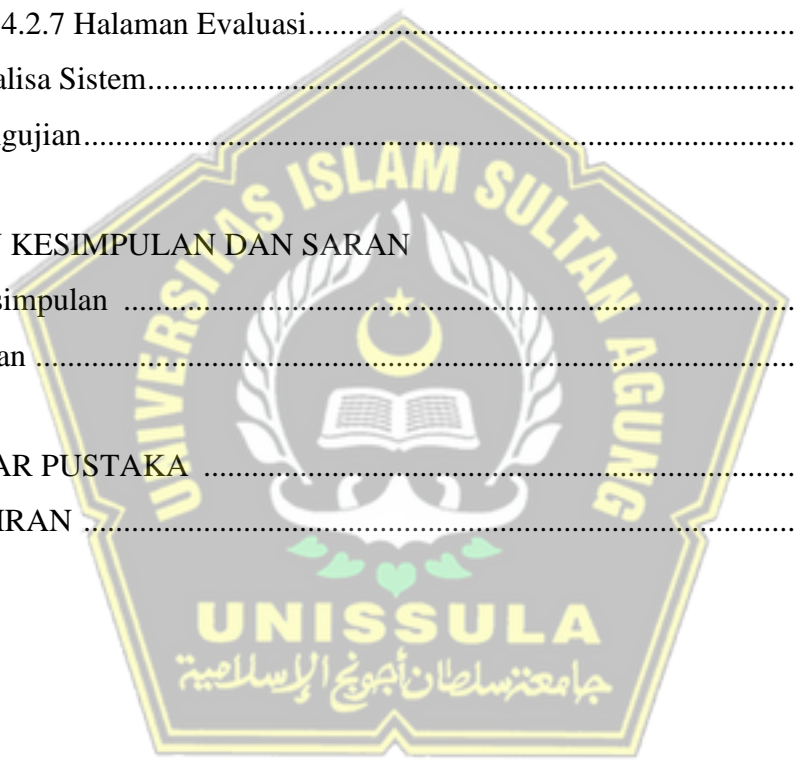 4.2.7 Halaman Evaluasi..........................................................................
alisa Sistem...................................................................................................
gujian............................................................................................................
KESIMPULAN DAN SARAN
simpulan ......................................................................................................
an ..................................................................................................................
AR PUSTAKA .............................................................................................
IRAN ............................................................................................................
UNIVERSITAS ISLAM SULTAN AGUNG
UNISSULA
جامعة سلطان أجونج الإسلامية